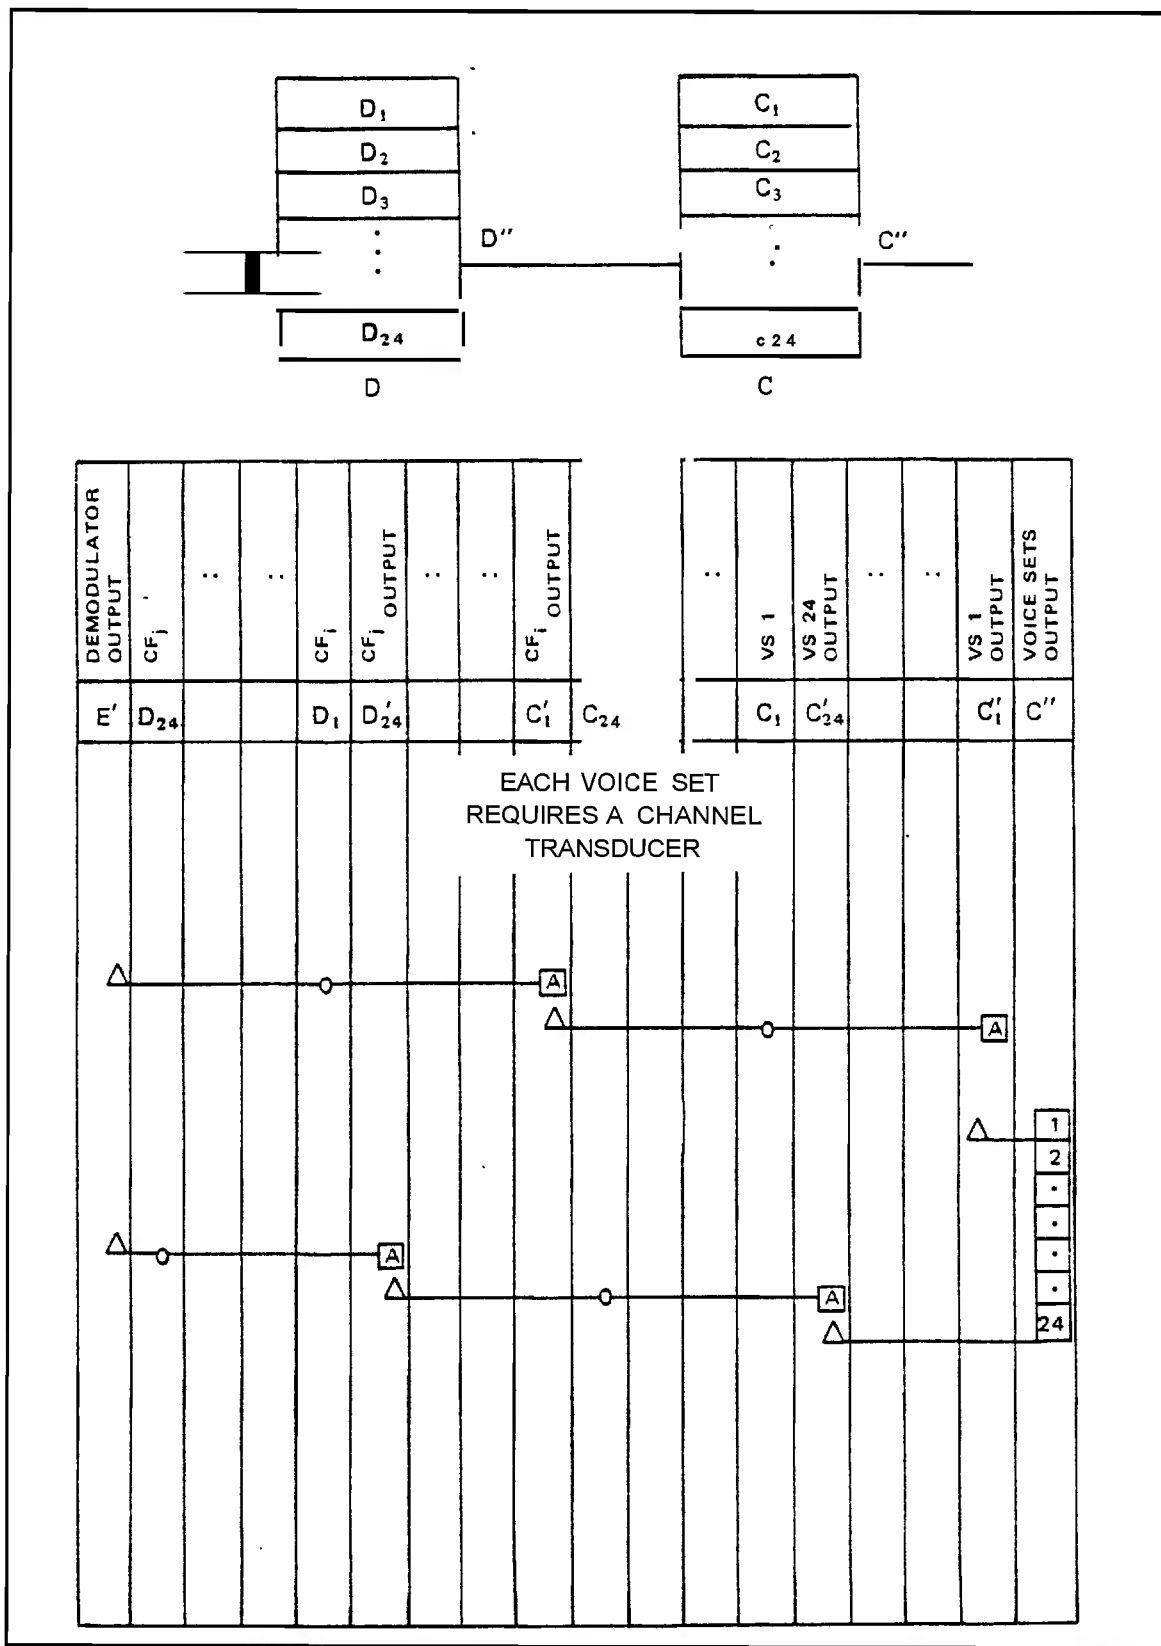 D₁ C₁
D₂ C₂
D₃ C₃
D'' C''
D₂₄ c 24
D C
DEMODULATOR OUTPUT
CFⱼ
CFᵢ
CFⱼ OUTPUT
CFᵢ OUTPUT
VS 1
VS 24 OUTPUT
VS 1 OUTPUT
VOICE SETS OUTPUT
E' D₂₄ D₁ D'₂₄ C'₁ C₂₄ C₁ C'₂₄ C''₁ C''
EACH VOICE SET
REQUIRES A CHANNEL
TRANSDUCER
A
A
1
2
A
A
24